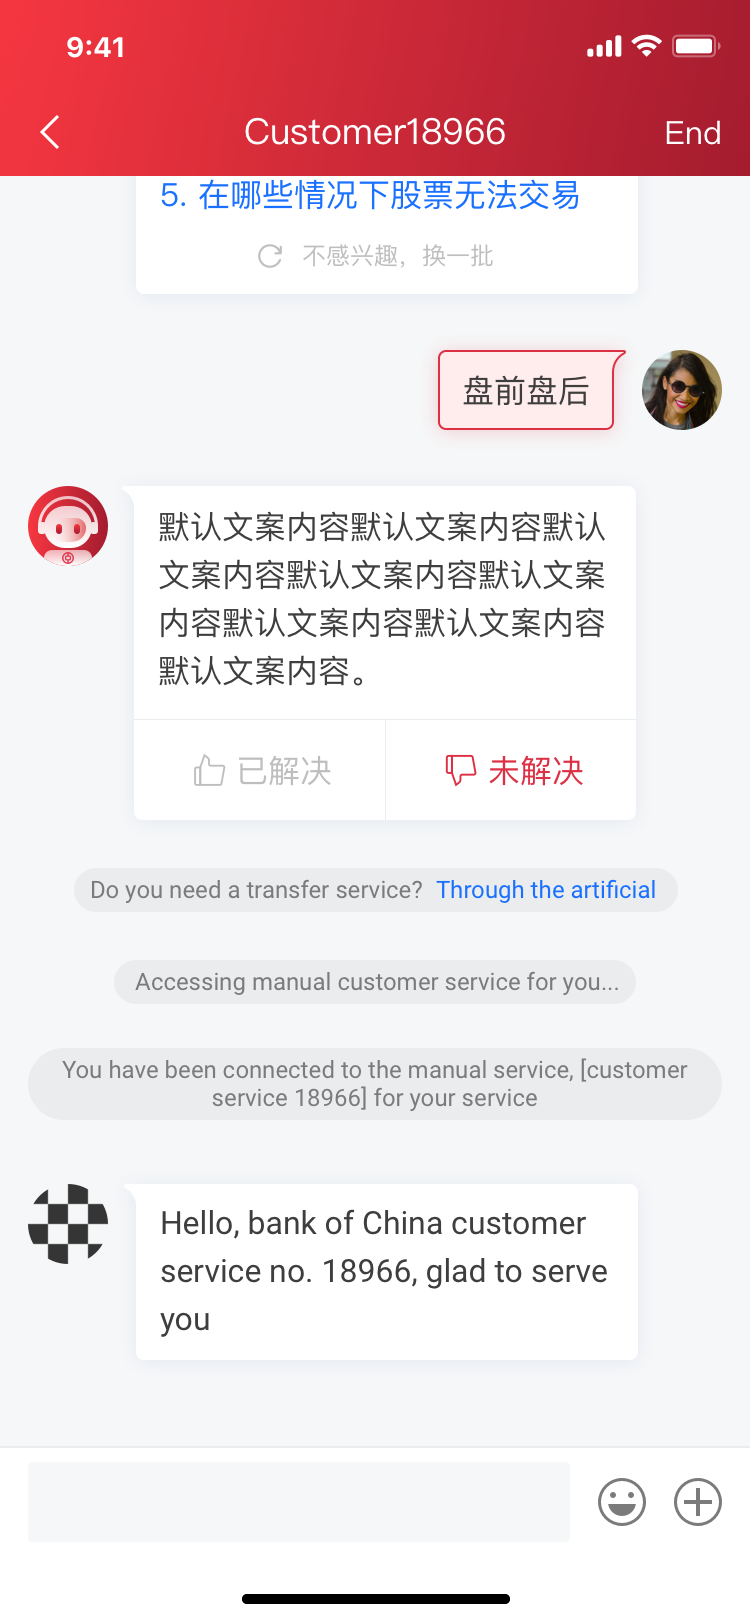 9:41
Customer18966
End
5. 在哪些情况下股票无法交易
不感兴趣，换一批
盘前盘后
默认文案内容默认文案内容默认
文案内容默认文案内容默认文案
内容默认文案内容默认文案内容
默认文案内容。
已解决
未解决
Do you need a transfer service? Through the artificial
Accessing manual customer service for you...
You have been connected to the manual service, [customer
service 18966] for your service
Hello, bank of China customer
service no. 18966, glad to serve
you